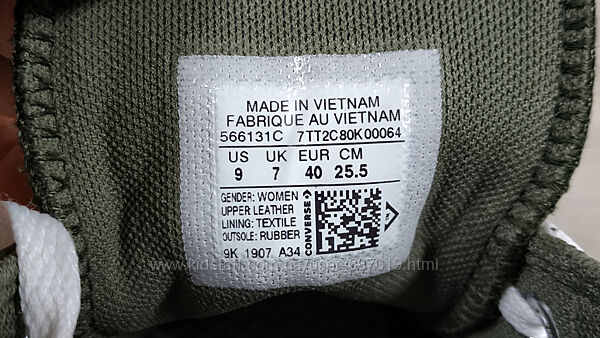 MADE IN VIETNAM
FABRIQUE AU VIETNAM
566131C 7TT2C80K00064
US UK EUR CM
9 7 40 25.5
GENDER: WOMEN
UPPER LEATHER
LINING: TEXTILE
OUTSOLE: RUBBER
9K 1907 A34
CONVERSE